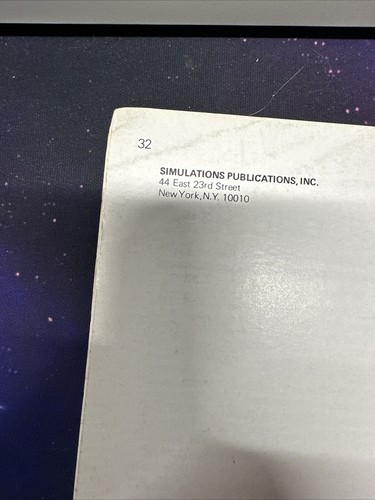 32
SIMULATIONS PUBLICATIONS, INC.
44 East 23rd Street
New York, N.Y. 10010